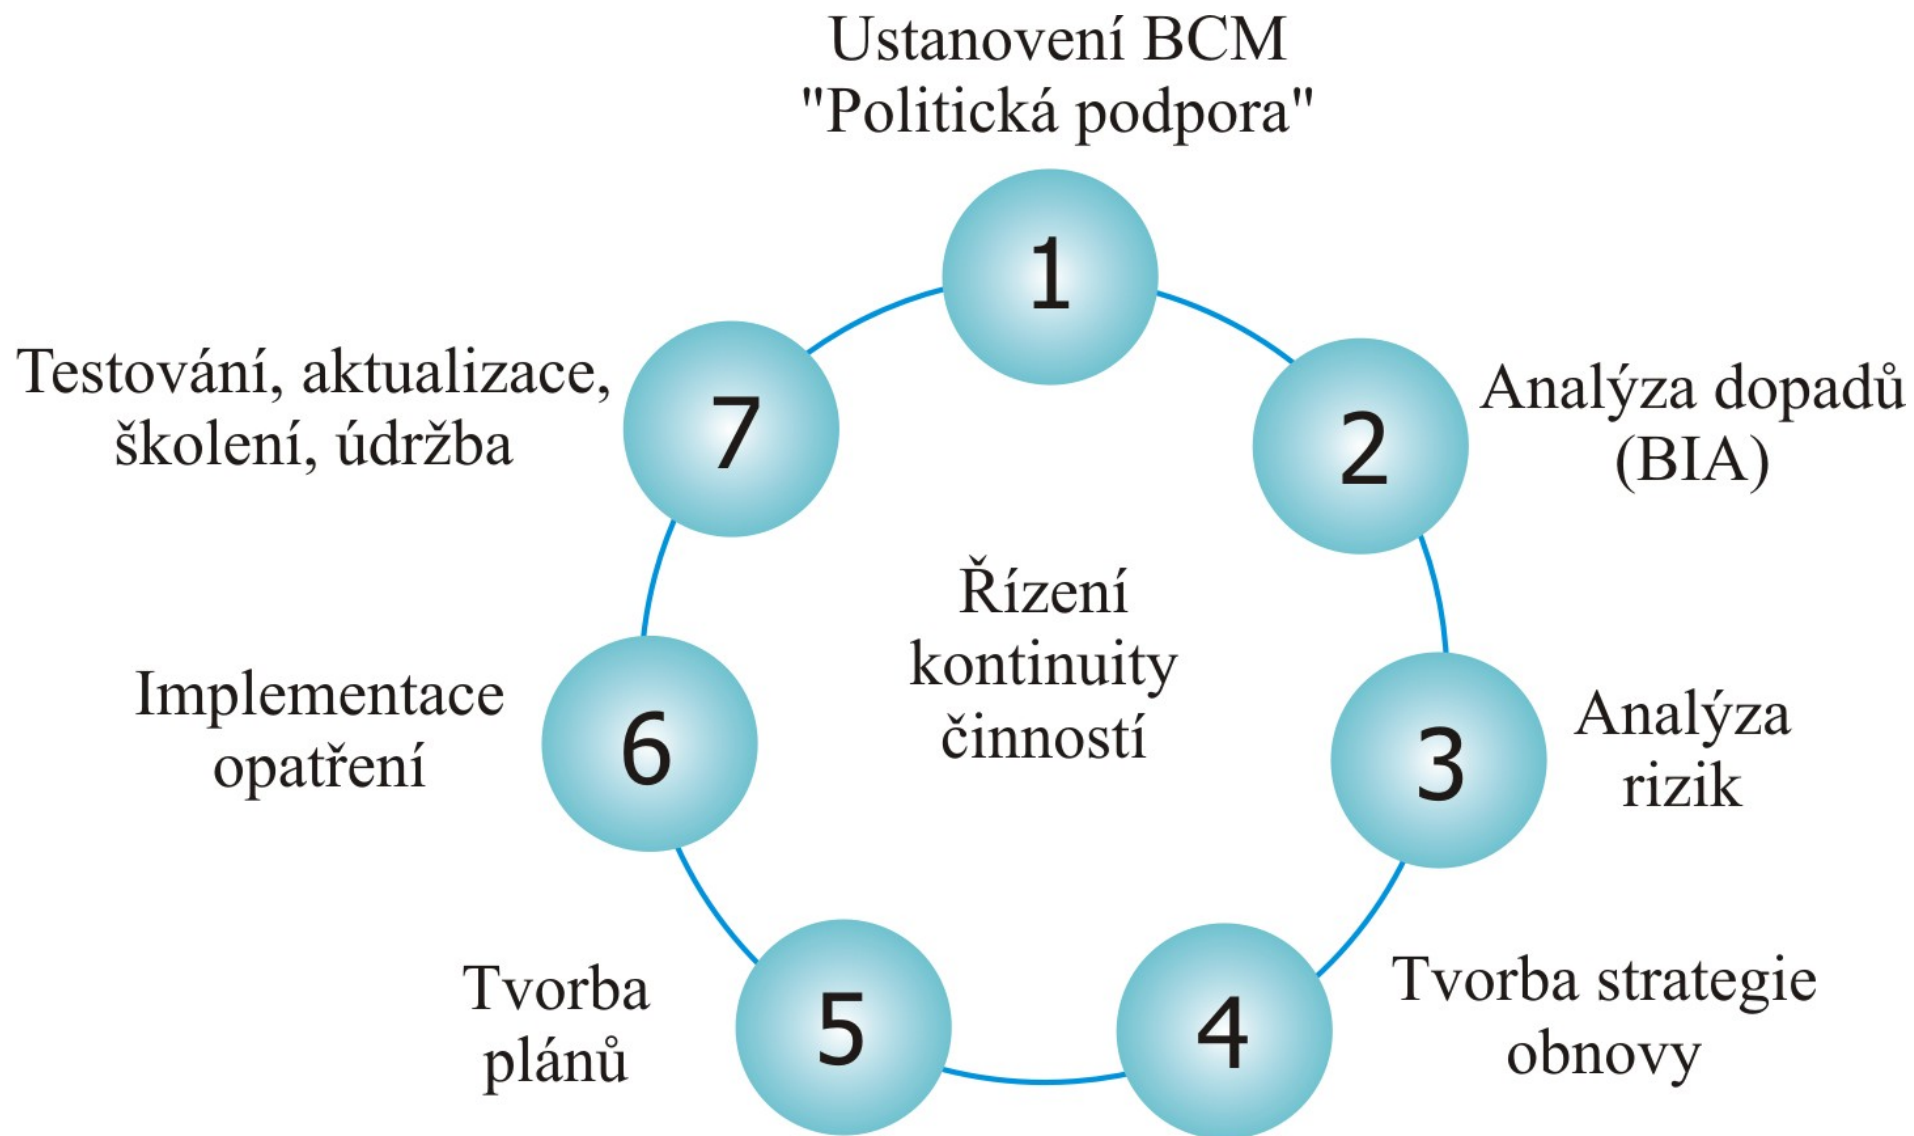 Ustanovení BCM
"Politická podpora"
1
2
Analýza dopadů
(BIA)
3
Analýza
rizik
4
Tvorba strategie
obnovy
5
Tvorba
plánů
6
Implementace
opatření
7
Testování, aktualizace,
školení, údržba
Řízení
kontinuity
činností